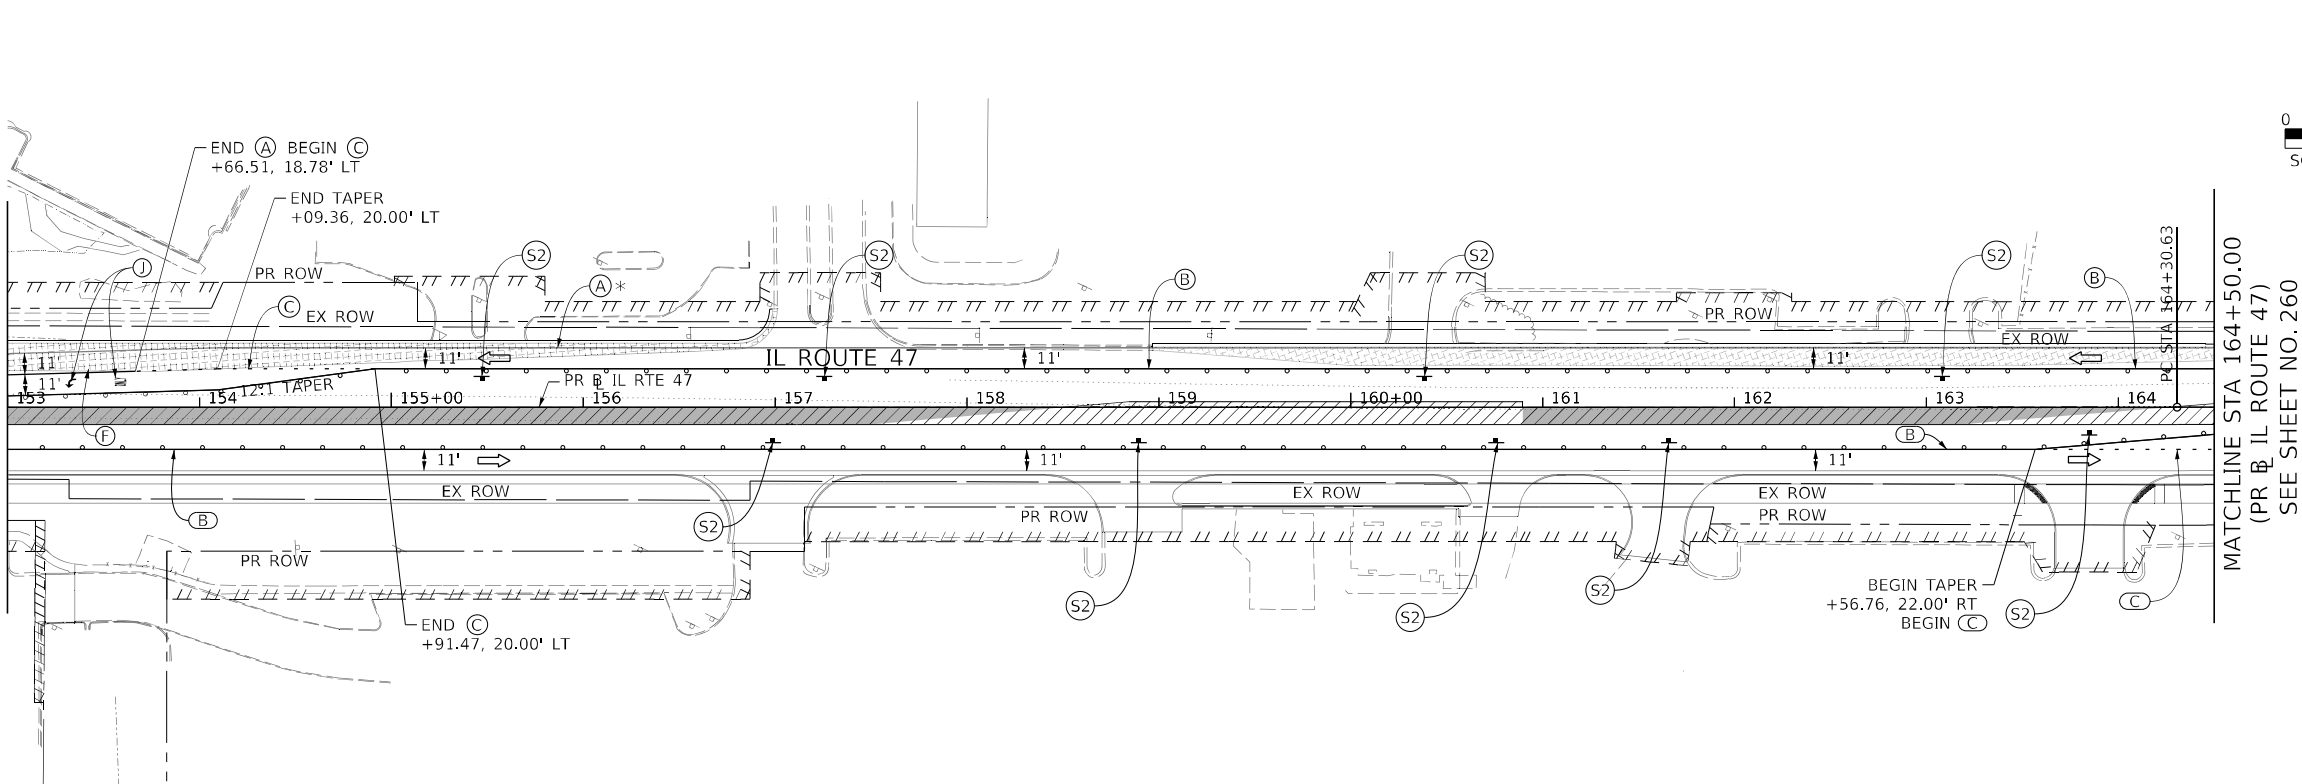 END A BEGIN C
+66.51, 18.78' LT
END TAPER
+09.36, 20.00' LT
J
PR ROW
C
EX ROW
S2
A *
S2
B
S2
PR ROW
S2
EX ROW
B
PC STA 164+30.63
0
11'
11'
11'
IL ROUTE 47
11'
11'
12:1 TAPER
PR BL IL RTE 47
153
154
155+00
156
157
158
159
160+00
161
162
163
164
F
B
11'
11'
11'
B
EX ROW
S2
EX ROW
PR ROW
EX ROW
PR ROW
PR ROW
S2
S2
S2
END C
+91.47, 20.00' LT
BEGIN TAPER
+56.76, 22.00' RT
BEGIN C
S2
C
MATCHLINE STA 164+50.00
(PR BL IL ROUTE 47)
SEE SHEET NO. 260